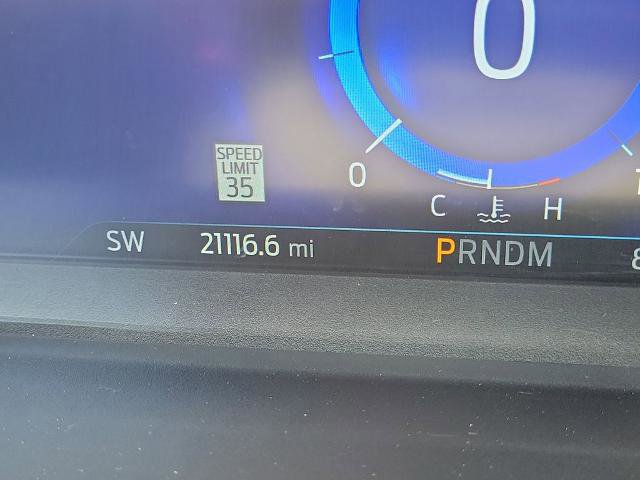 0
SPEED
LIMIT
35
0
C H
SW 21116.6 mi PRNDM